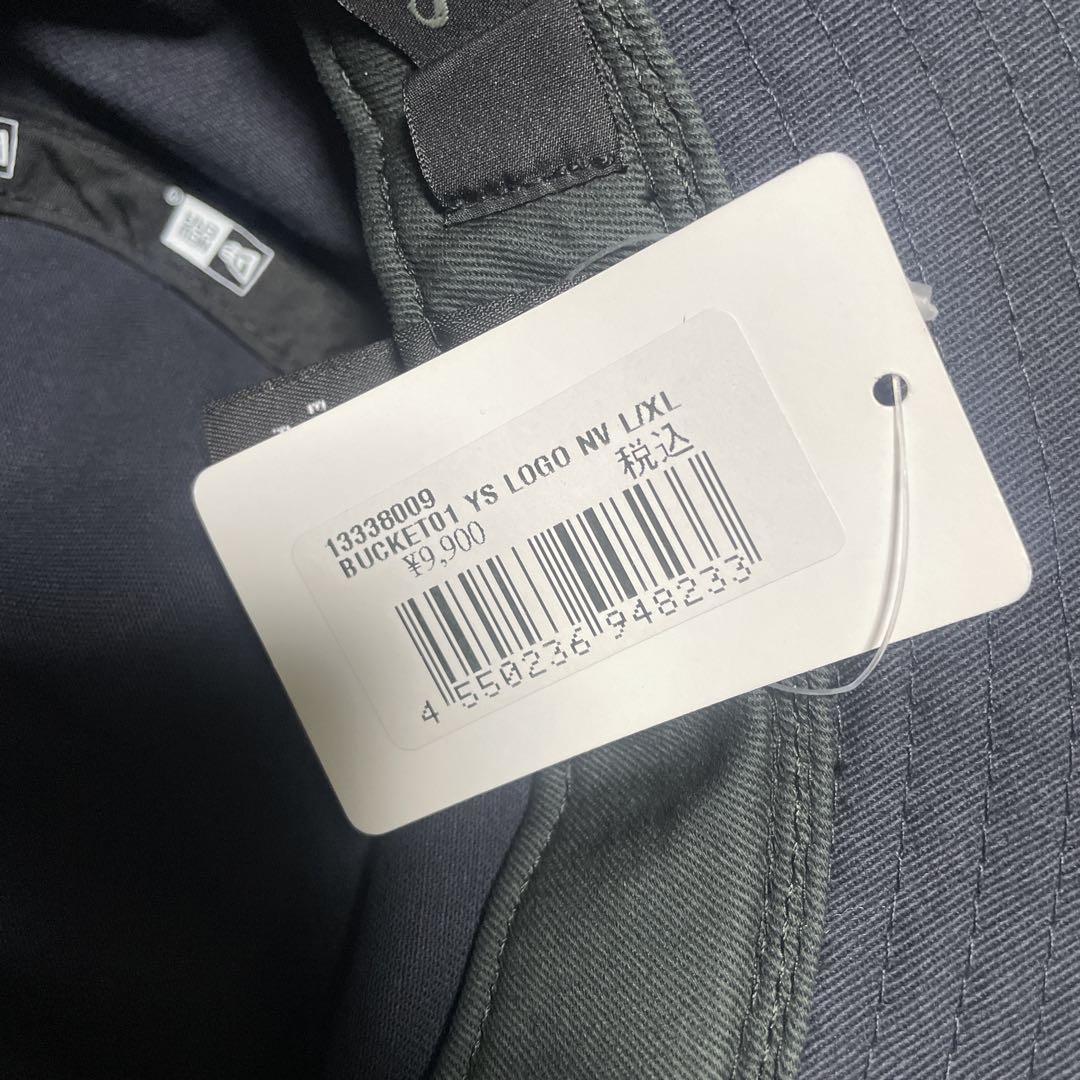 13338009
BUCKET01 YS LOGO NV L/XL
¥9,900 税込
4 550236 948233